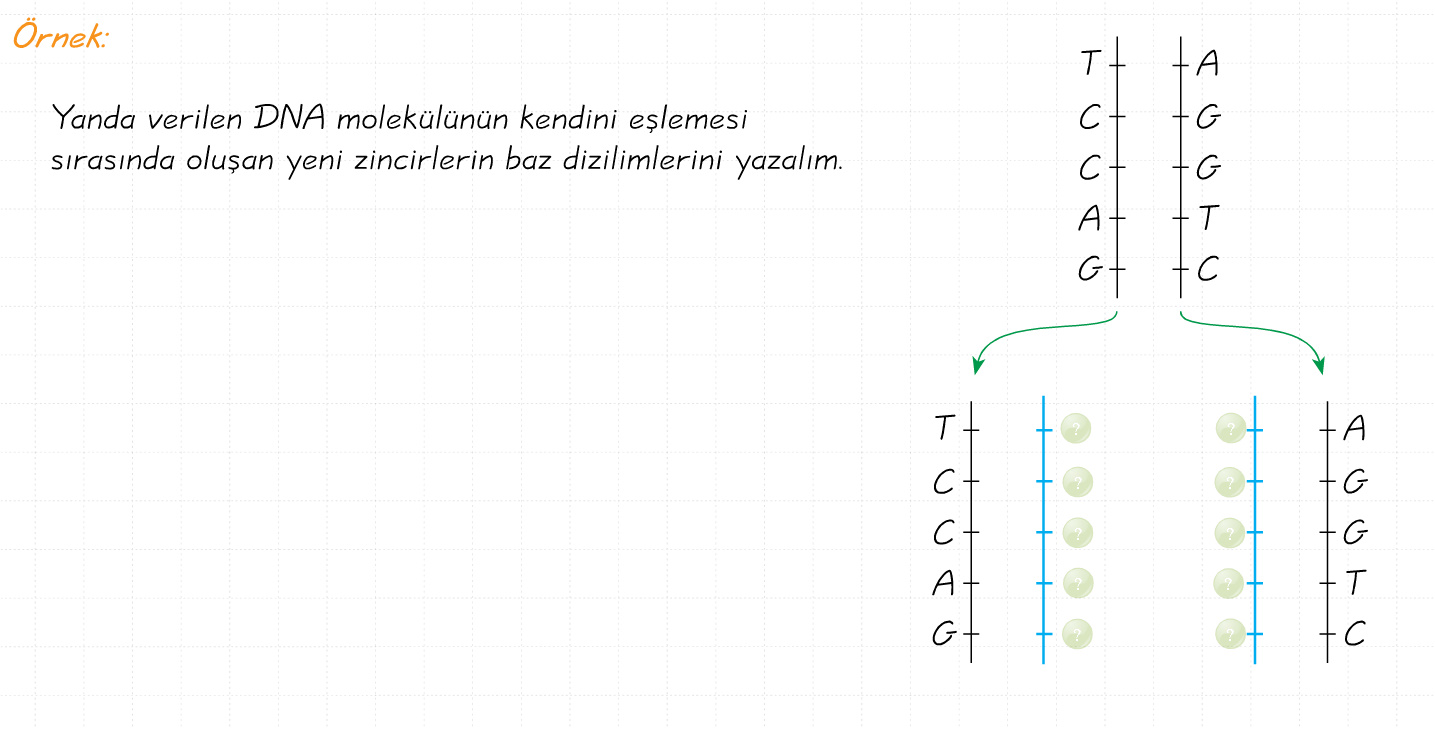 Örnek:
Yanda verilen DNA molekülünün kendini eşlemesi
sırasında oluşan yeni zincirlerin baz dizilimlerini yazalım.
T A
C G
C G
A T
G C
T ? ? A
C ? ? G
C ? ? G
A ? ? T
G ? ? C